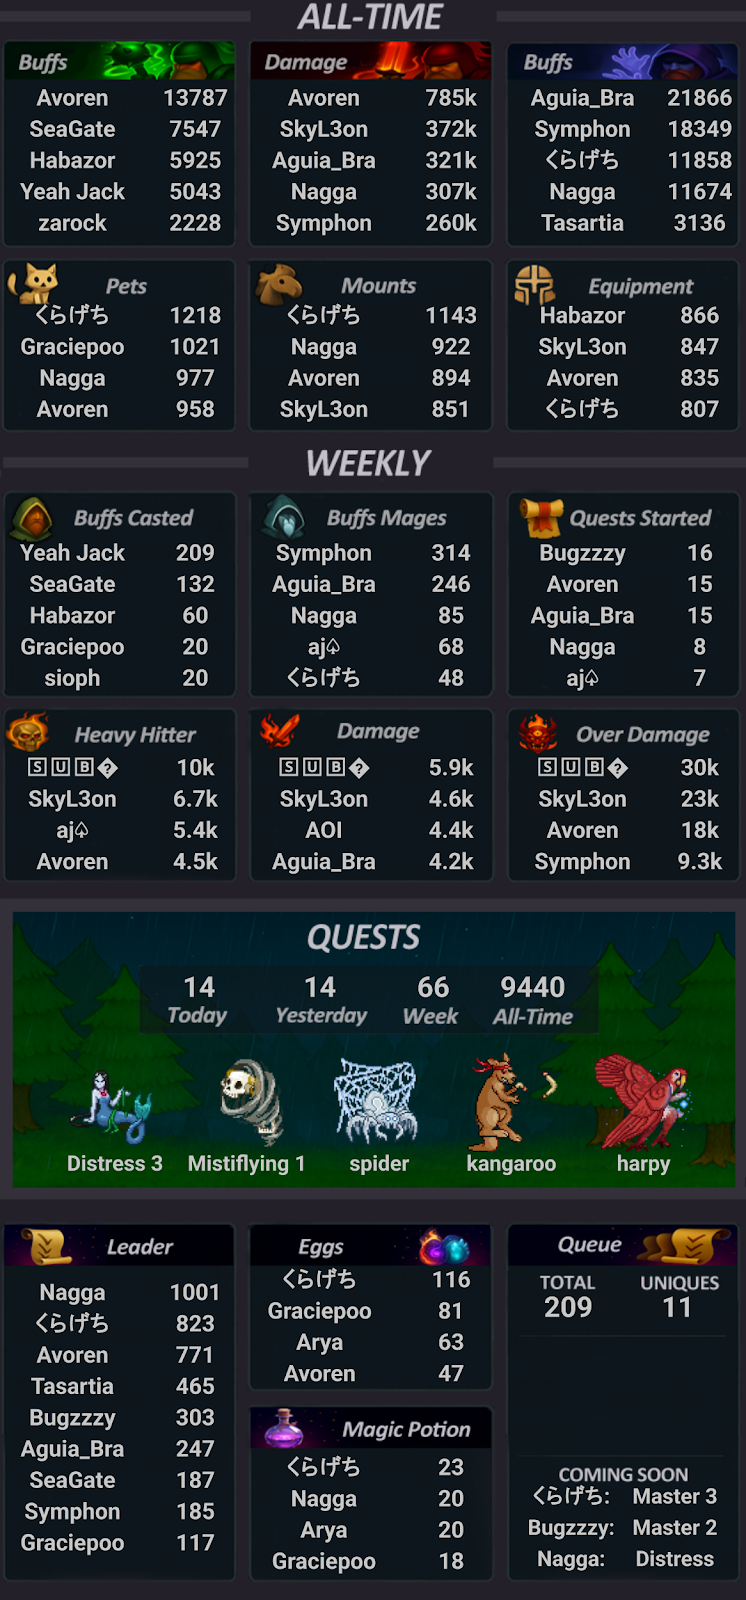 ALL-TIME
Buffs
Avoren 13787
SeaGate 7547
Habazor 5925
Yeah Jack 5043
zarock 2228
Damage
Avoren 785k
SkyL3on 372k
Aguia_Bra 321k
Nagga 307k
Symphon 260k
Buffs
Aguia_Bra 21866
Symphon 18349
くらげち 11858
Nagga 11674
Tasartia 3136
Pets
くらげち 1218
Graciepoo 1021
Nagga 977
Avoren 958
Mounts
くらげち 1143
Nagga 922
Avoren 894
SkyL3on 851
Equipment
Habazor 866
SkyL3on 847
Avoren 835
くらげち 807
WEEKLY
Buffs Casted
Yeah Jack 209
SeaGate 132
Habazor 60
Graciepoo 20
sioph 20
Buffs Mages
Symphon 314
Aguia_Bra 246
Nagga 85
aj♤ 68
くらげち 48
Quests Started
Bugzzzy 16
Avoren 15
Aguia_Bra 15
Nagga 8
aj♤ 7
Heavy Hitter
🅂🅄🄱� 10k
SkyL3on 6.7k
aj♤ 5.4k
Avoren 4.5k
Damage
🅂🅄🄱� 5.9k
SkyL3on 4.6k
AOI 4.4k
Aguia_Bra 4.2k
Over Damage
🅂🅄🄱� 30k
SkyL3on 23k
Avoren 18k
Symphon 9.3k
QUESTS
14 14 66 9440
Today Yesterday Week All-Time
Distress 3 Mistiflying 1 spider kangaroo harpy
Leader
Nagga 1001
くらげち 823
Avoren 771
Tasartia 465
Bugzzzy 303
Aguia_Bra 247
SeaGate 187
Symphon 185
Graciepoo 117
Eggs
くらげち 116
Graciepoo 81
Arya 63
Avoren 47
Magic Potion
くらげち 23
Nagga 20
Arya 20
Graciepoo 18
Queue
TOTAL UNIQUES
209 11
COMING SOON
くらげち: Master 3
Bugzzzy: Master 2
Nagga: Distress